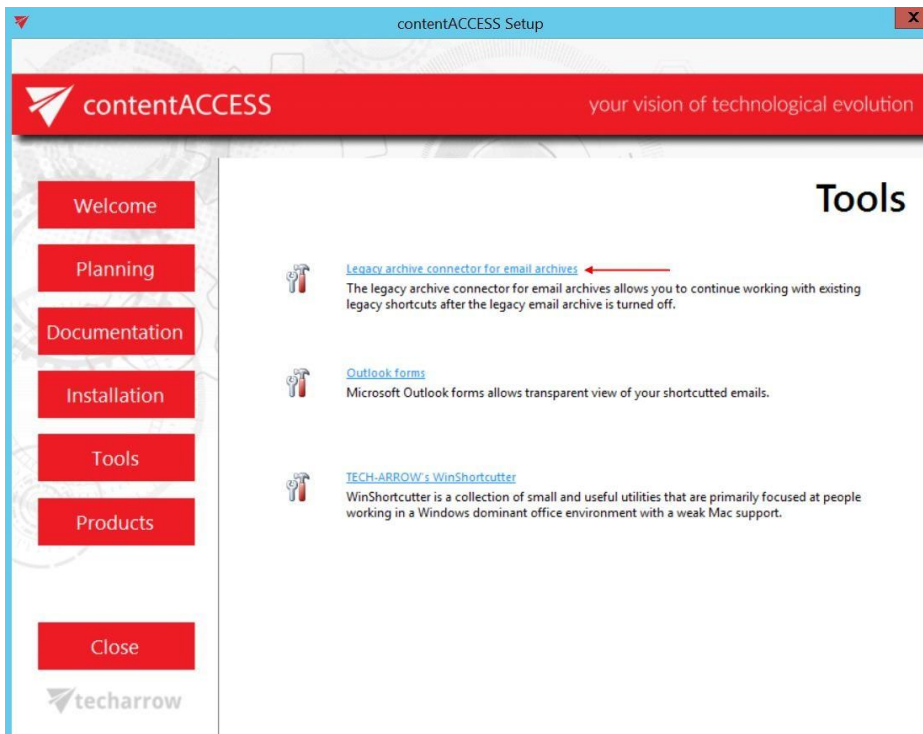 contentACCESS Setup
X
contentACCESS
your vision of technological evolution
Welcome
Planning
Documentation
Installation
Tools
Products
Close
techarrow
Tools
Legacy archive connector for email archives
The legacy archive connector for email archives allows you to continue working with existing
legacy shortcuts after the legacy email archive is turned off.
Outlook forms
Microsoft Outlook forms allows transparent view of your shortcutted emails.
TECH-ARROW's WinShortcutter
WinShortcutter is a collection of small and useful utilities that are primarily focused at people
working in a Windows dominant office environment with a weak Mac support.